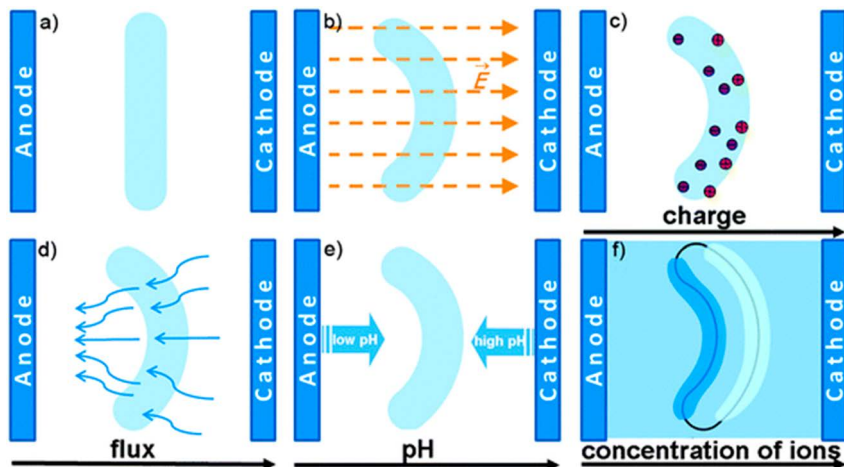 a)
Anode
Cathode
b)
Anode
E
Cathode
c)
Anode
Cathode
charge
d)
Anode
Cathode
flux
e)
Anode
low pH
high pH
Cathode
pH
f)
Anode
Cathode
concentration of ions